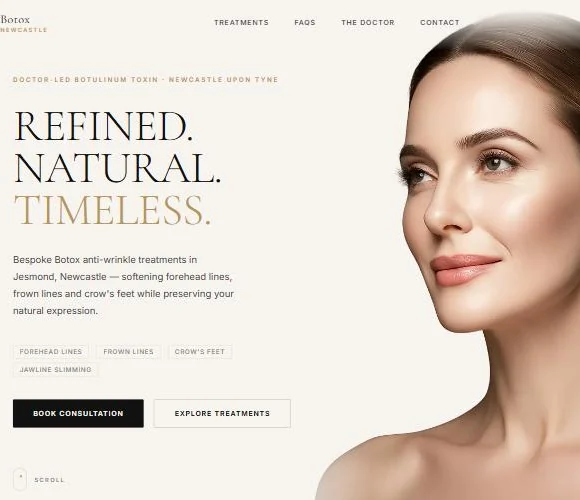 Botox
NEWCASTLE
TREATMENTS FAQS THE DOCTOR CONTACT
DOCTOR-LED BOTULINUM TOXIN · NEWCASTLE UPON TYNE
REFINED.
NATURAL.
TIMELESS.
Bespoke Botox anti-wrinkle treatments in
Jesmond, Newcastle — softening forehead lines,
frown lines and crow's feet while preserving your
natural expression.
FOREHEAD LINES FROWN LINES CROW'S FEET
JAWLINE SLIMMING
BOOK CONSULTATION EXPLORE TREATMENTS
SCROLL